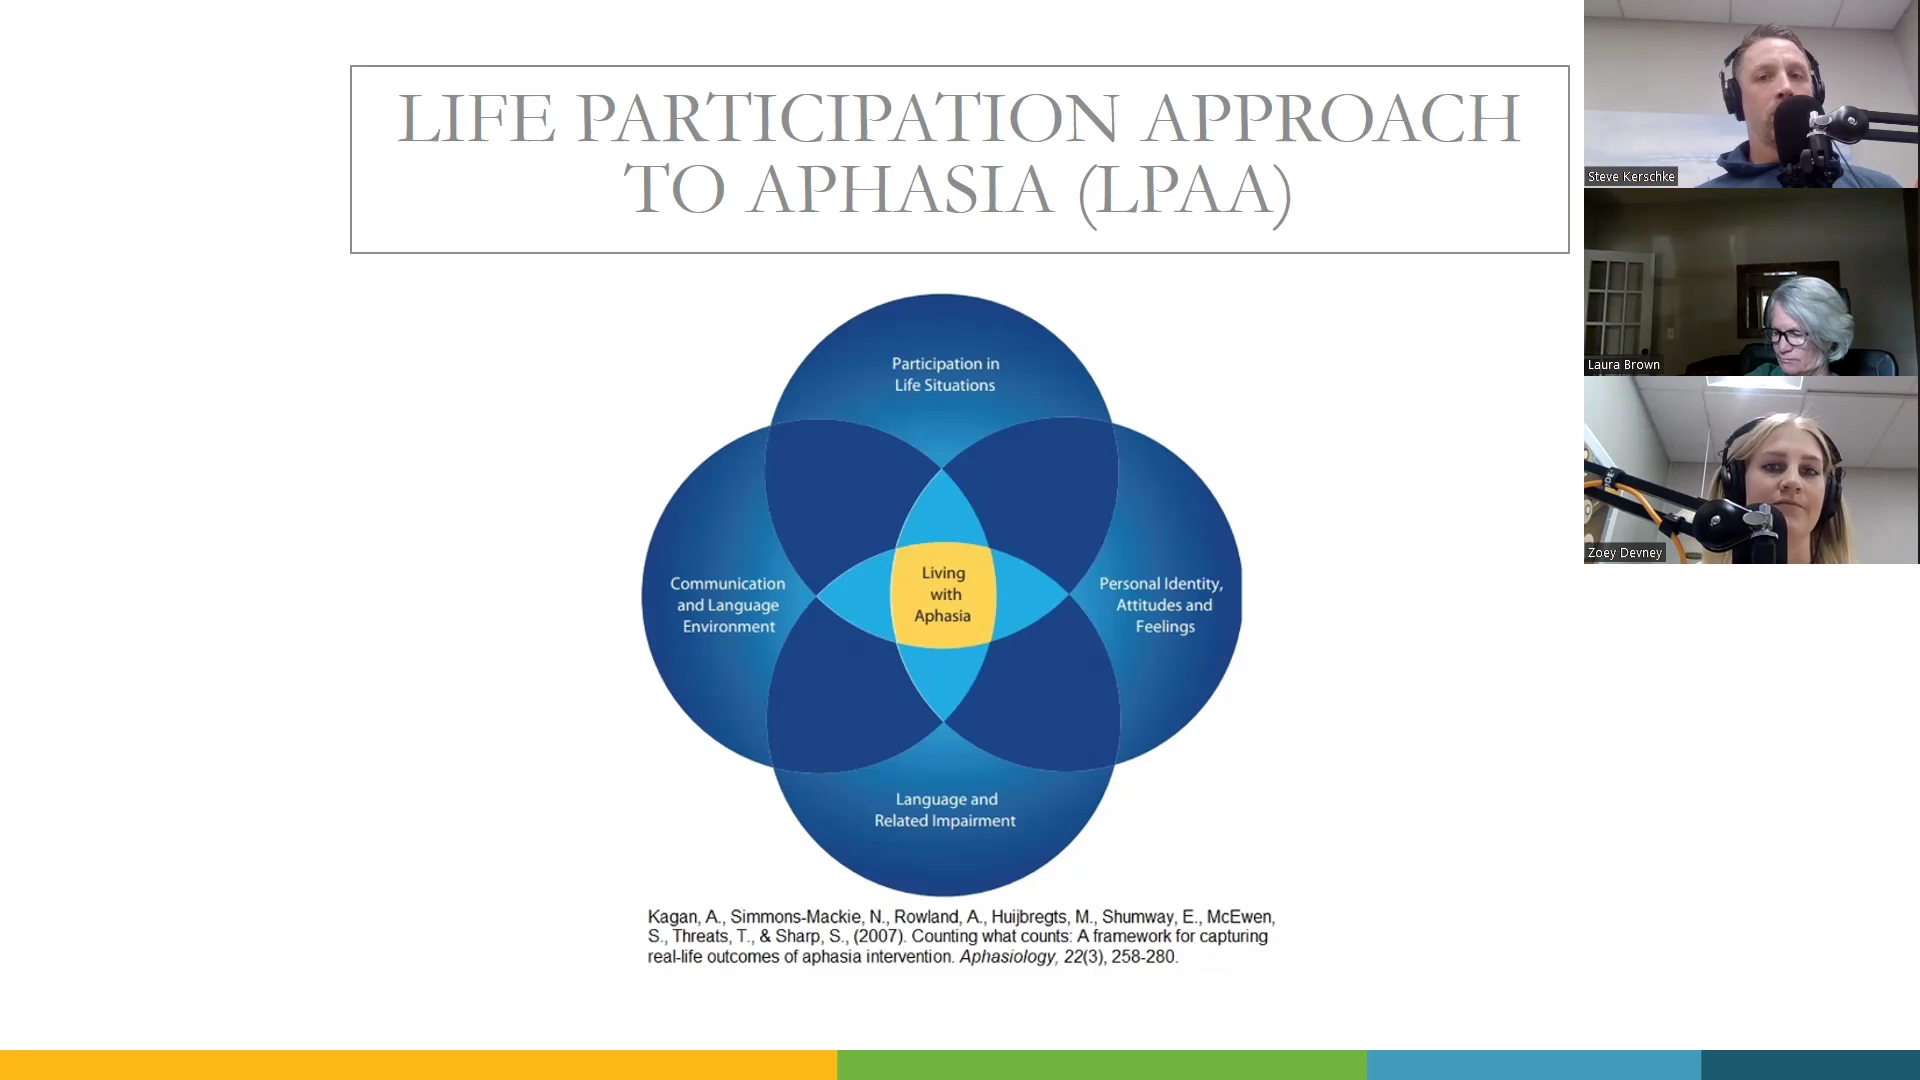 LIFE PARTICIPATION APPROACH
TO APHASIA (LPAA)
Participation in
Life Situations
Communication
and Language
Environment
Living
with
Aphasia
Personal Identity,
Attitudes and
Feelings
Language and
Related Impairment
Kagan, A., Simmons-Mackie, N., Rowland, A., Huijbregts, M., Shumway, E., McEwen,
S., Threats, T., & Sharp, S., (2007). Counting what counts: A framework for capturing
real-life outcomes of aphasia intervention. Aphasiology, 22(3), 258-280.
Steve Kerschke
Laura Brown
Zoey Devney